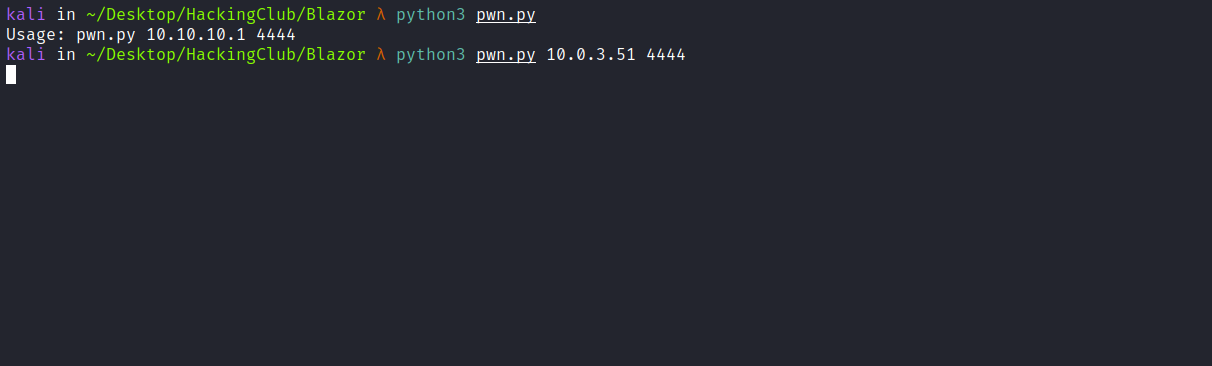 kali in ~/Desktop/HackingClub/Blazor λ python3 pwn.py
Usage: pwn.py 10.10.10.1 4444
kali in ~/Desktop/HackingClub/Blazor λ python3 pwn.py 10.0.3.51 4444